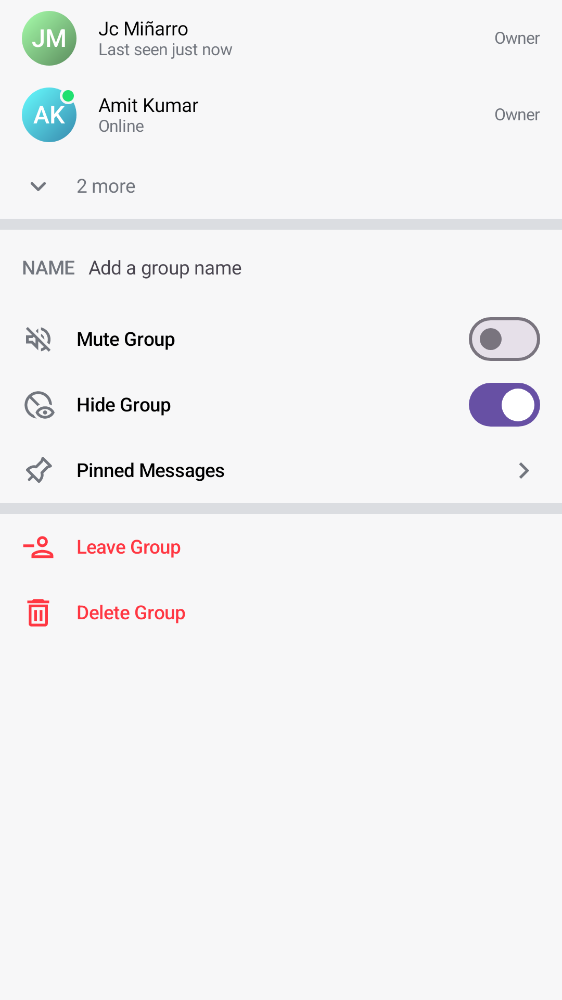 JM
Jc Miñarro
Last seen just now
Owner
AK
Amit Kumar
Online
Owner
2 more
NAME Add a group name
Mute Group
Hide Group
Pinned Messages
Leave Group
Delete Group